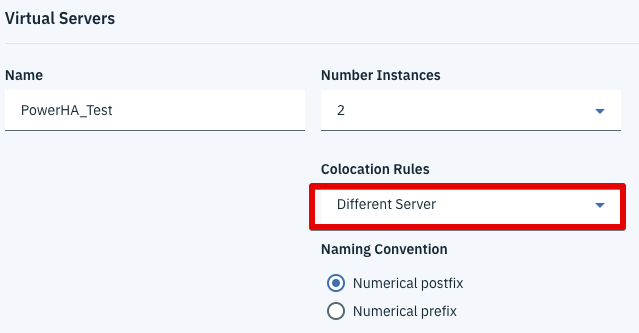 Virtual Servers
Name
Number Instances
PowerHA_Test
2
Colocation Rules
Different Server
Naming Convention
Numerical postfix
Numerical prefix